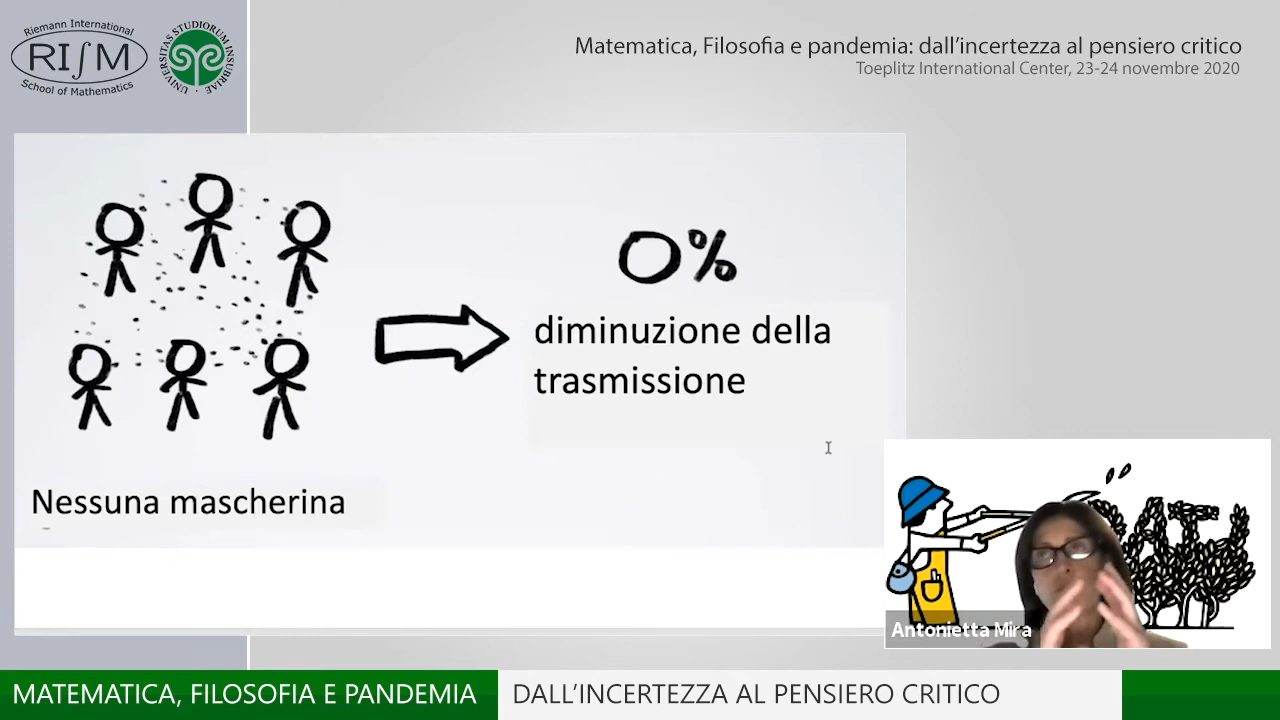 Riemann International
RI∫M
School of Mathematics
UNIVERSITAS STUDIORUM INSUBRIAE
Matematica, Filosofia e pandemia: dall'incertezza al pensiero critico
Toeplitz International Center, 23-24 novembre 2020
0%
diminuzione della
trasmissione
Nessuna mascherina
Antonietta Mira
MATEMATICA, FILOSOFIA E PANDEMIA
DALL'INCERTEZZA AL PENSIERO CRITICO